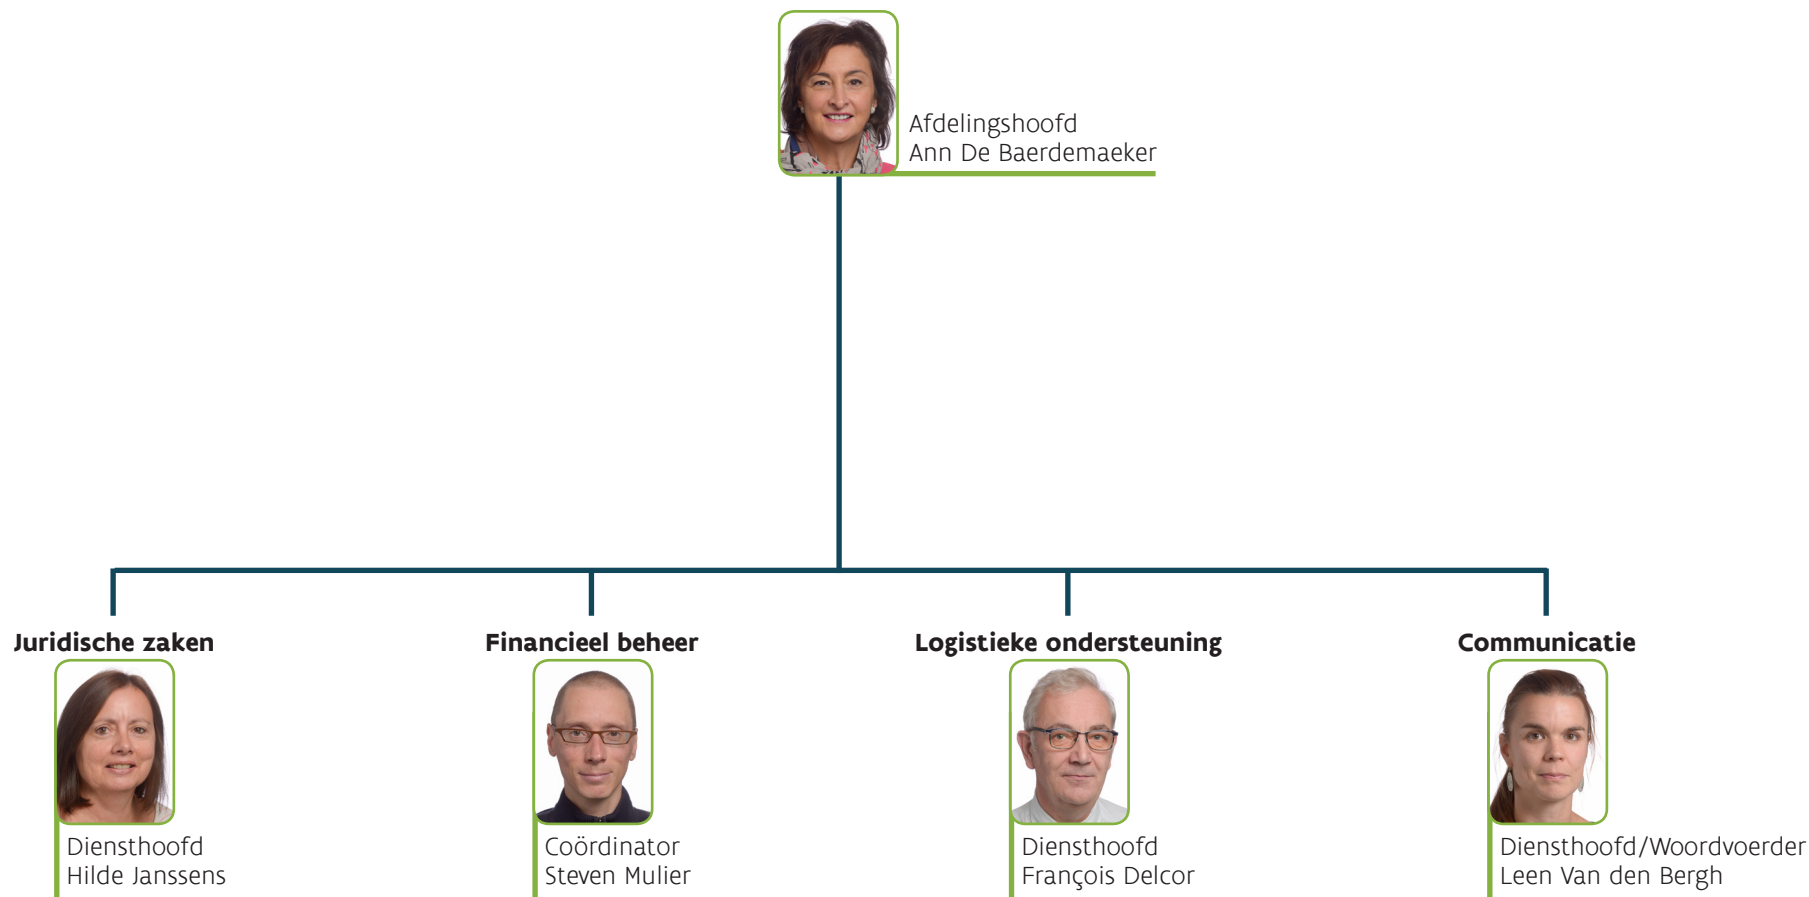 Afdelingshoofd
Ann De Baerdemaeker
Juridische zaken
Diensthoofd
Hilde Janssens
Financieel beheer
Coördinator
Steven Mulier
Logistieke ondersteuning
Diensthoofd
François Delcor
Communicatie
Diensthoofd/Woordvoerder
Leen Van den Bergh